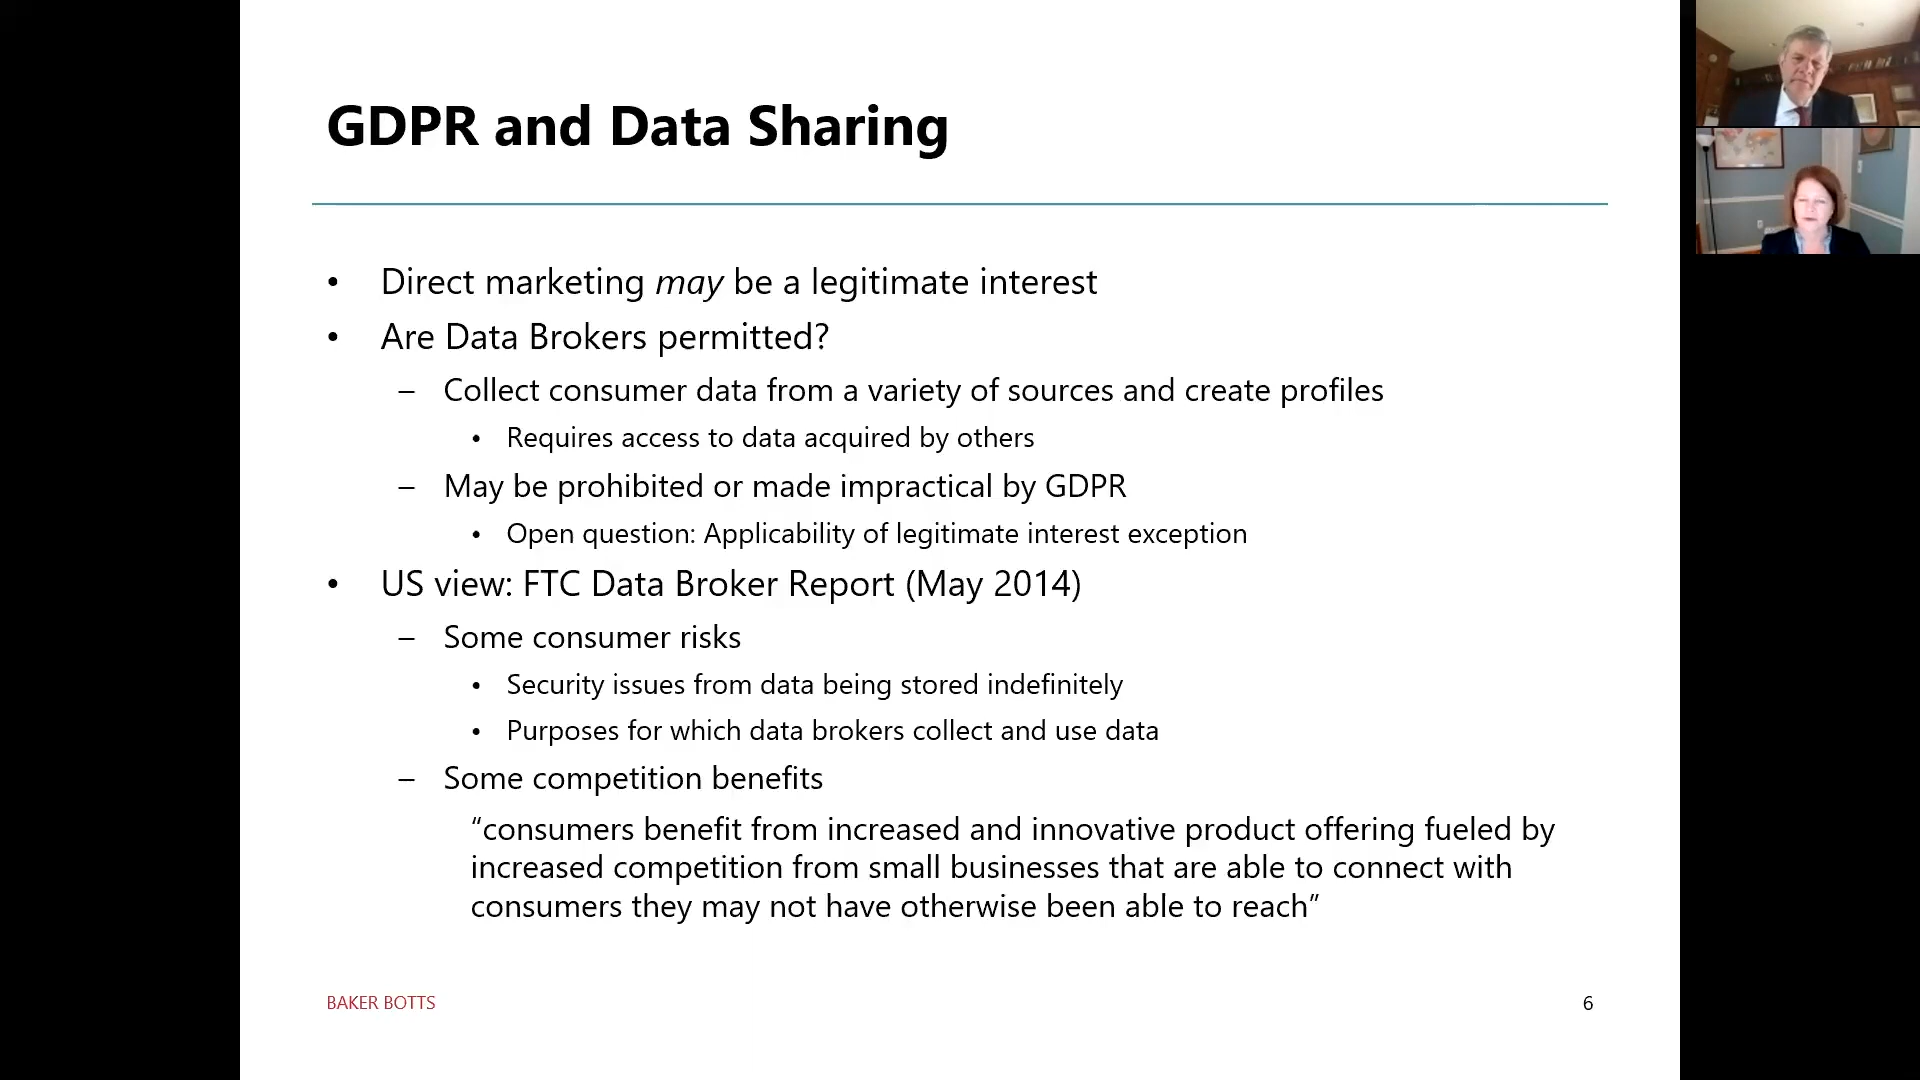 GDPR and Data Sharing
• Direct marketing may be a legitimate interest
• Are Data Brokers permitted?
– Collect consumer data from a variety of sources and create profiles
• Requires access to data acquired by others
– May be prohibited or made impractical by GDPR
• Open question: Applicability of legitimate interest exception
• US view: FTC Data Broker Report (May 2014)
– Some consumer risks
• Security issues from data being stored indefinitely
• Purposes for which data brokers collect and use data
– Some competition benefits
“consumers benefit from increased and innovative product offering fueled by
increased competition from small businesses that are able to connect with
consumers they may not have otherwise been able to reach”
BAKER BOTTS
6